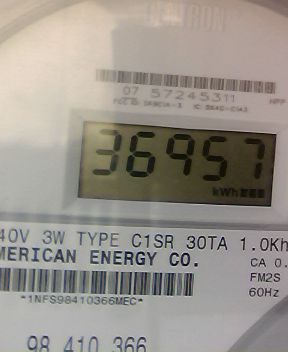 07 57245311
36957
kWh
40V 3W TYPE C1SR 30TA 1.0Kh
MERICAN ENERGY CO.
CA 0.
FM2S
60Hz
*1NFS98410366MEC*
98 410 366